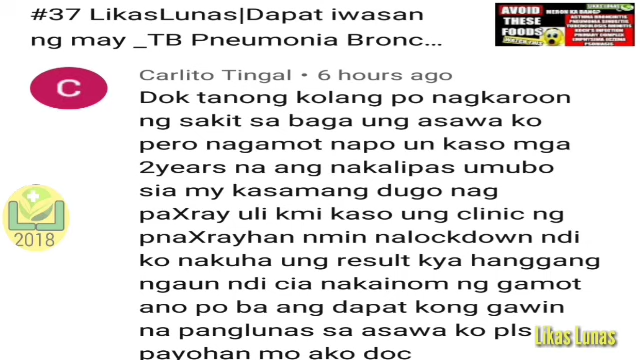 #37 LikasLunas|Dapat iwasan
ng may _TB Pneumonia Bronc...
AVOID
THESE
FOODS
Carlito Tingal • 6 hours ago
C
Dok tanong kolang po nagkaroon
ng sakit sa baga ung asawa ko
pero nagamot napo un kaso mga
2years na ang nakalipas umubo
sia my kasamang dugo nag
paXray uli kmi kaso ung clinic ng
pnaXrayhan nmin nalockdown ndi
ko nakuha ung result kya hanggang
ngaun ndi cia nakainom ng gamot
ano po ba ang dapat kong gawin
na panglunas sa asawa ko pls
payohan mo ako doc
2018
Likas Lunas